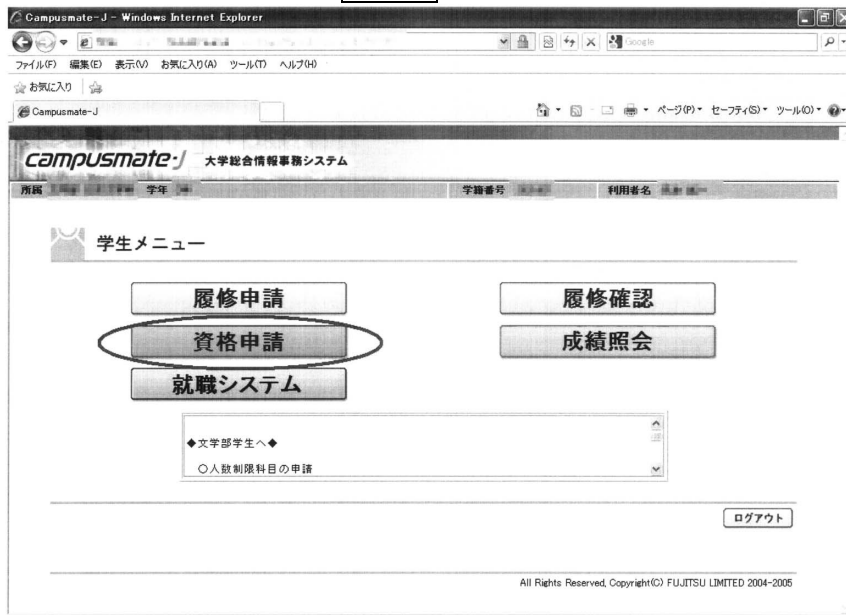 Campusmate-J - Windows Internet Explorer
Google
ファイル(F) 編集(E) 表示(V) お気に入り(A) ツール(T) ヘルプ(H)
お気に入り
Campusmate-J
ページ(P) セーフティ(S) ツール(O)
campusmate-J 大学総合情報事務システム
所属 学年 学籍番号 利用者名
学生メニュー
履修申請 履修確認
資格申請 成績照会
就職システム
◆文学部学生へ◆
○人数制限科目の申請
ログアウト
All Rights Reserved, Copyright(C) FUJITSU LIMITED 2004-2005